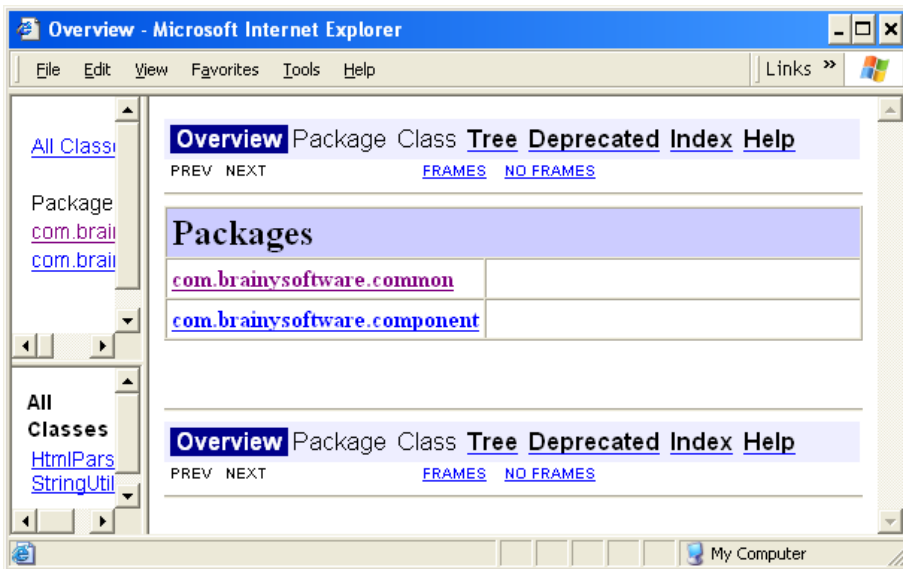 Overview - Microsoft Internet Explorer
File Edit View Favorites Tools Help Links »
All Class
Package
com.brai
com.brai
All
Classes
HtmlPars
StringUtil
Overview Package Class Tree Deprecated Index Help
PREV NEXT FRAMES NO FRAMES
Packages
com.brainysoftware.common
com.brainysoftware.component
Overview Package Class Tree Deprecated Index Help
PREV NEXT FRAMES NO FRAMES
My Computer